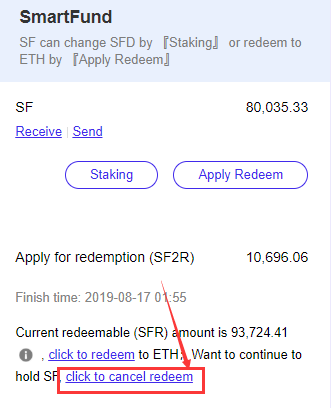 SmartFund
SF can change SFD by 『Staking』 or redeem to
ETH by 『Apply Redeem』
SF 80,035.33
Receive | Send
Staking Apply Redeem
Apply for redemption (SF2R) 10,696.06
Finish time: 2019-08-17 01:55
Current redeemable (SFR) amount is 93,724.41
, click to redeem to ETH，Want to continue to
hold SF, click to cancel redeem